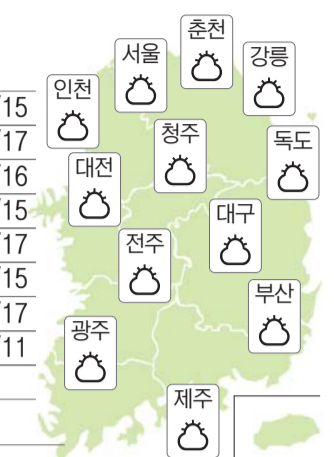 춘천
서울
강릉
인천
/15
/17
청주
독도
/16
대전
/15
대구
/17
전주
/15
/17
부산
/11
광주
제주